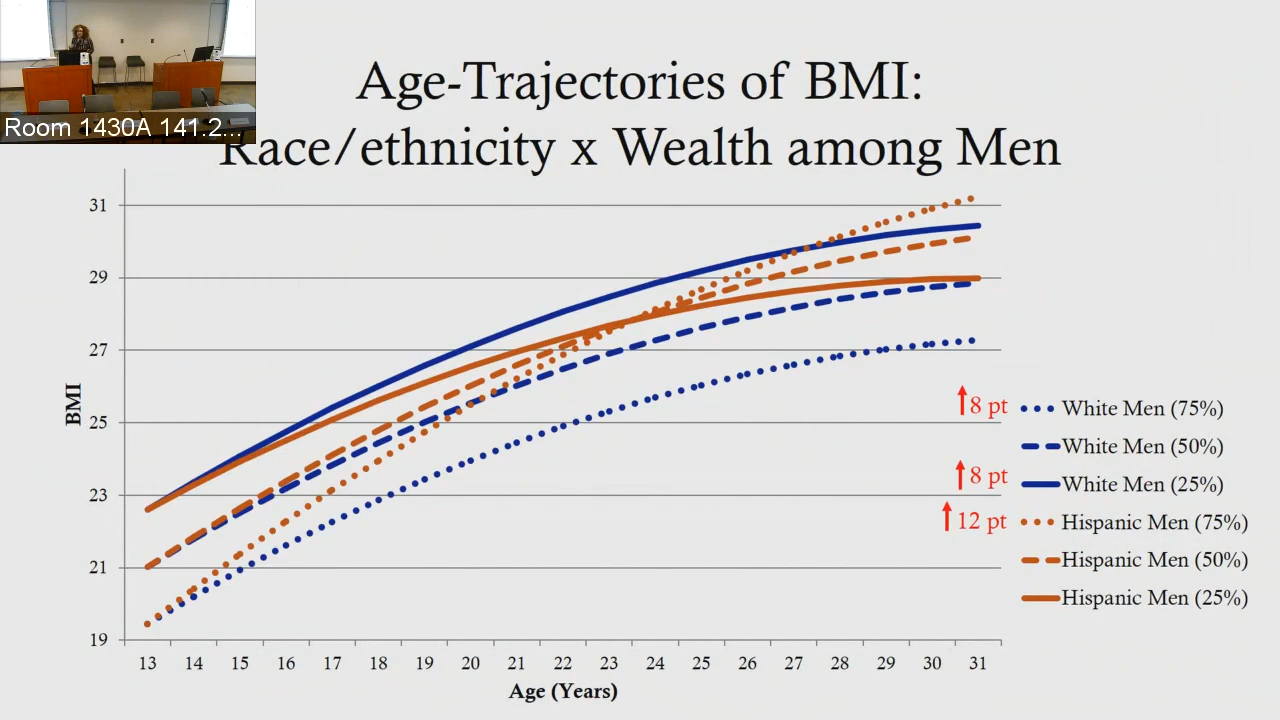 Room 1430A 141.2...
Age-Trajectories of BMI:
Race/ethnicity x Wealth among Men
31
29
27
25
23
21
19
BMI
13 14 15 16 17 18 19 20 21 22 23 24 25 26 27 28 29 30 31
Age (Years)
8 pt White Men (75%)
White Men (50%)
8 pt White Men (25%)
12 pt Hispanic Men (75%)
Hispanic Men (50%)
Hispanic Men (25%)